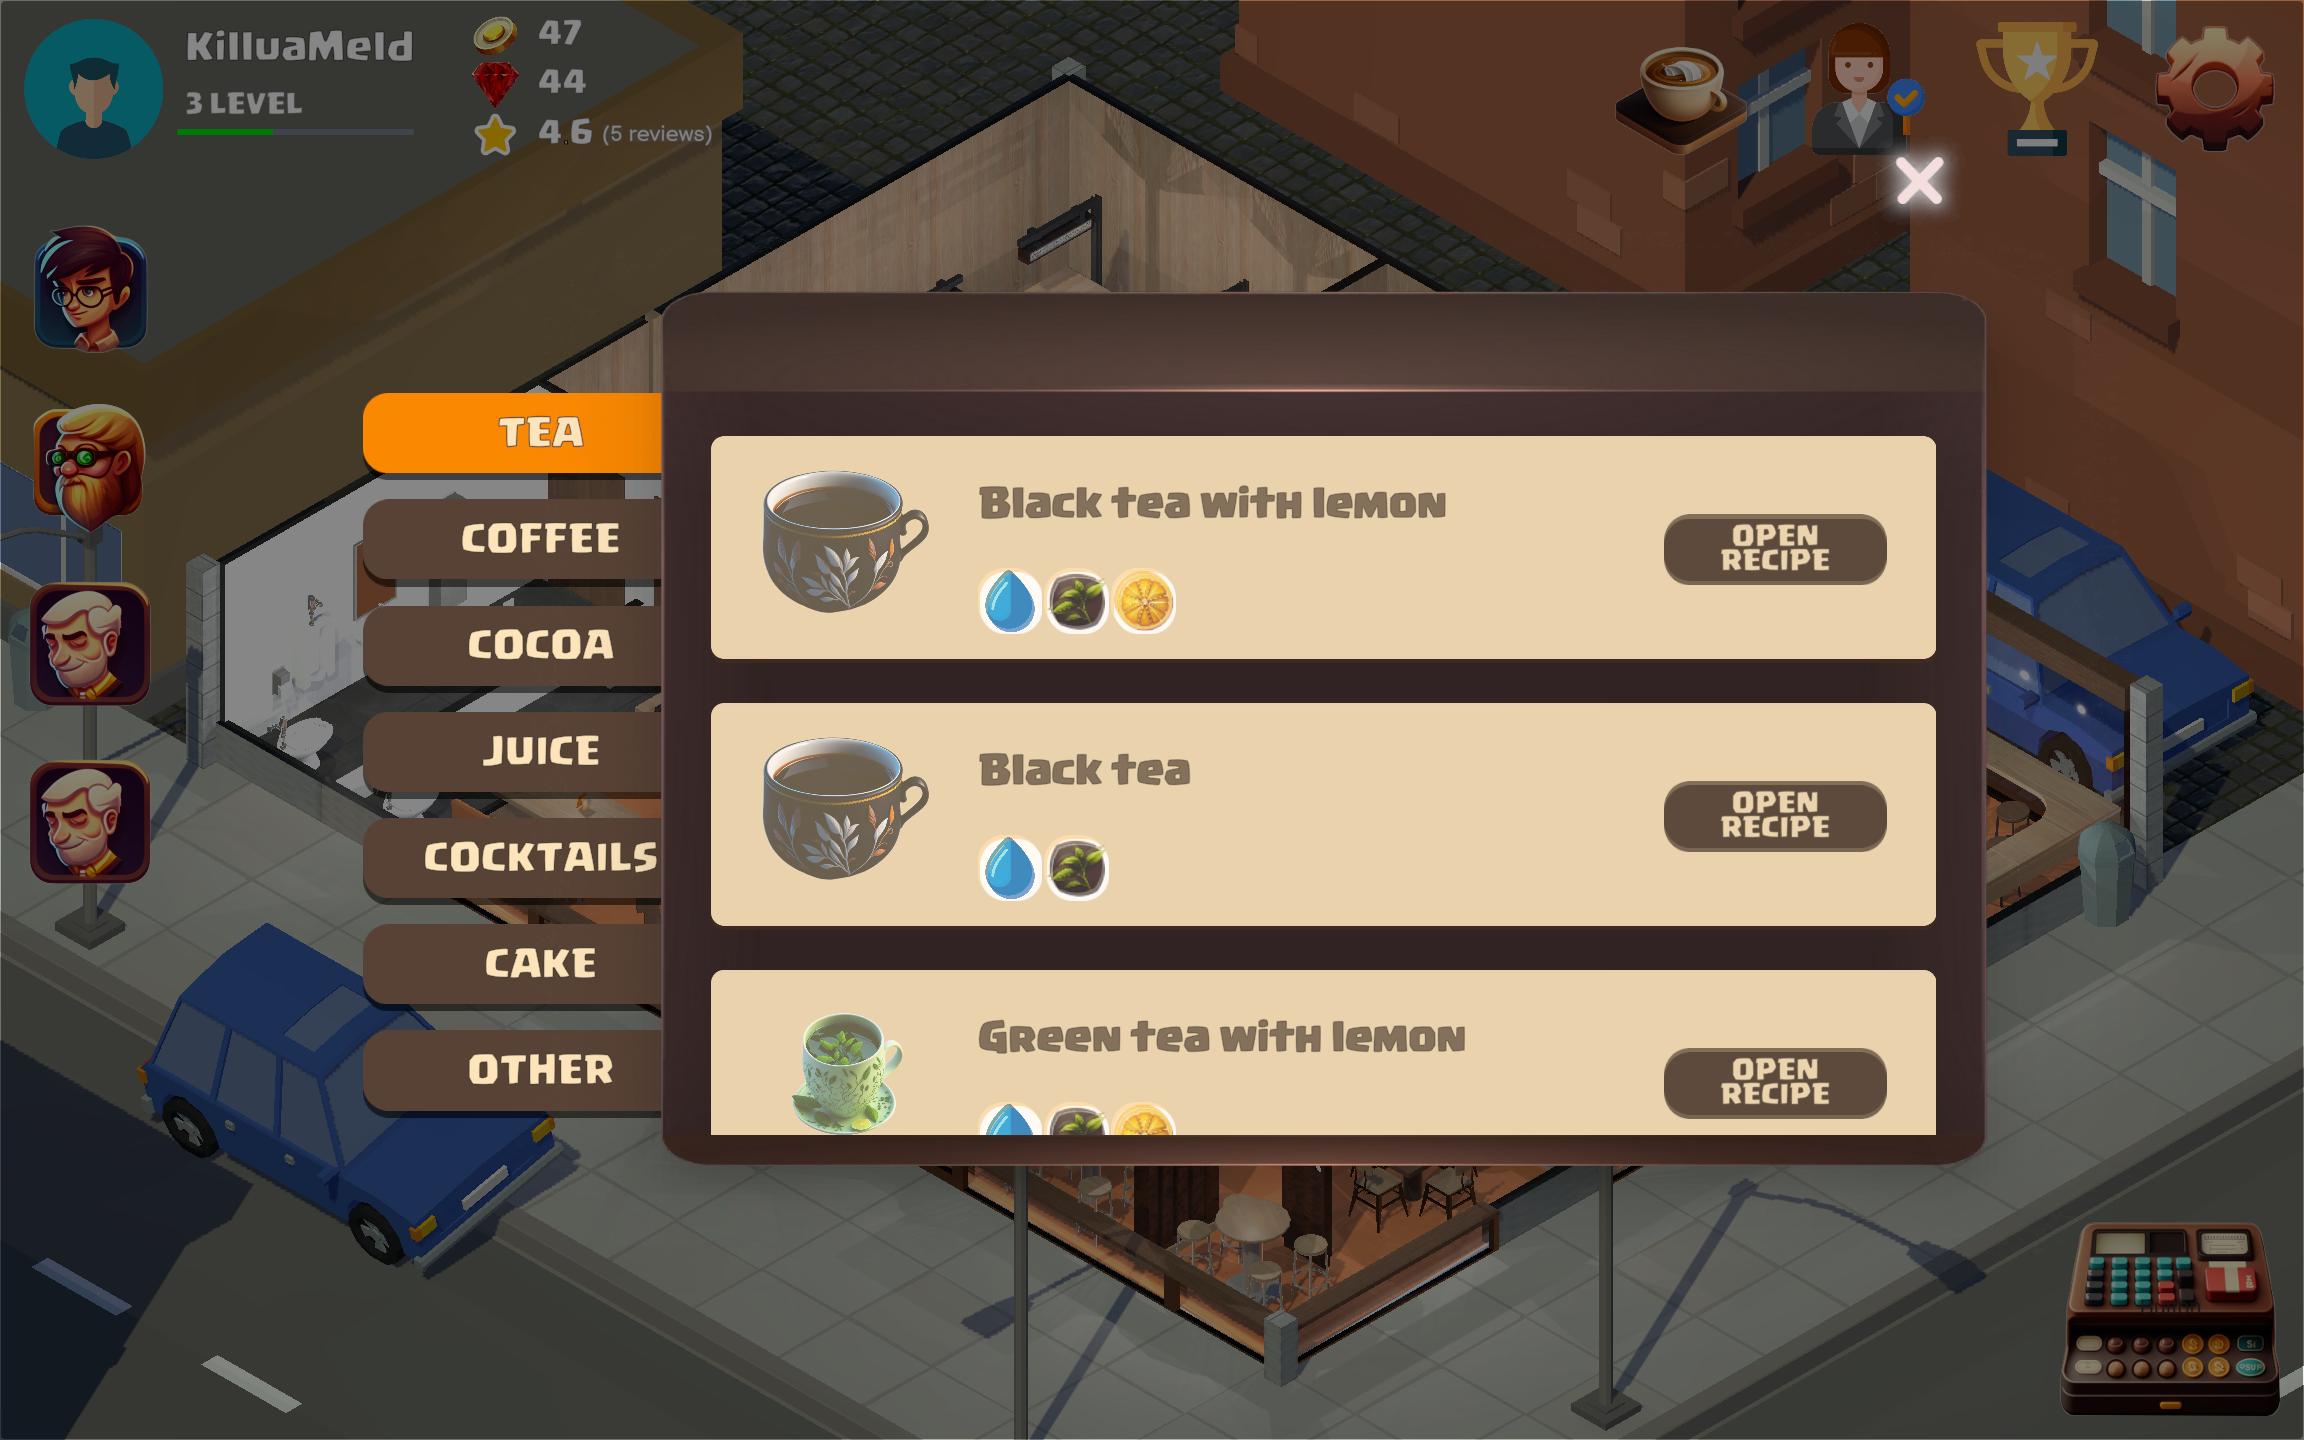 KilluaMeld
3 LEVEL
47
44
4.6 (5 reviews)
TEA
COFFEE
COCOA
JUICE
COCKTAILS
CAKE
OTHER
Black tea with lemon
OPEN
RECIPE
Black tea
OPEN
RECIPE
Green tea with lemon
OPEN
RECIPE